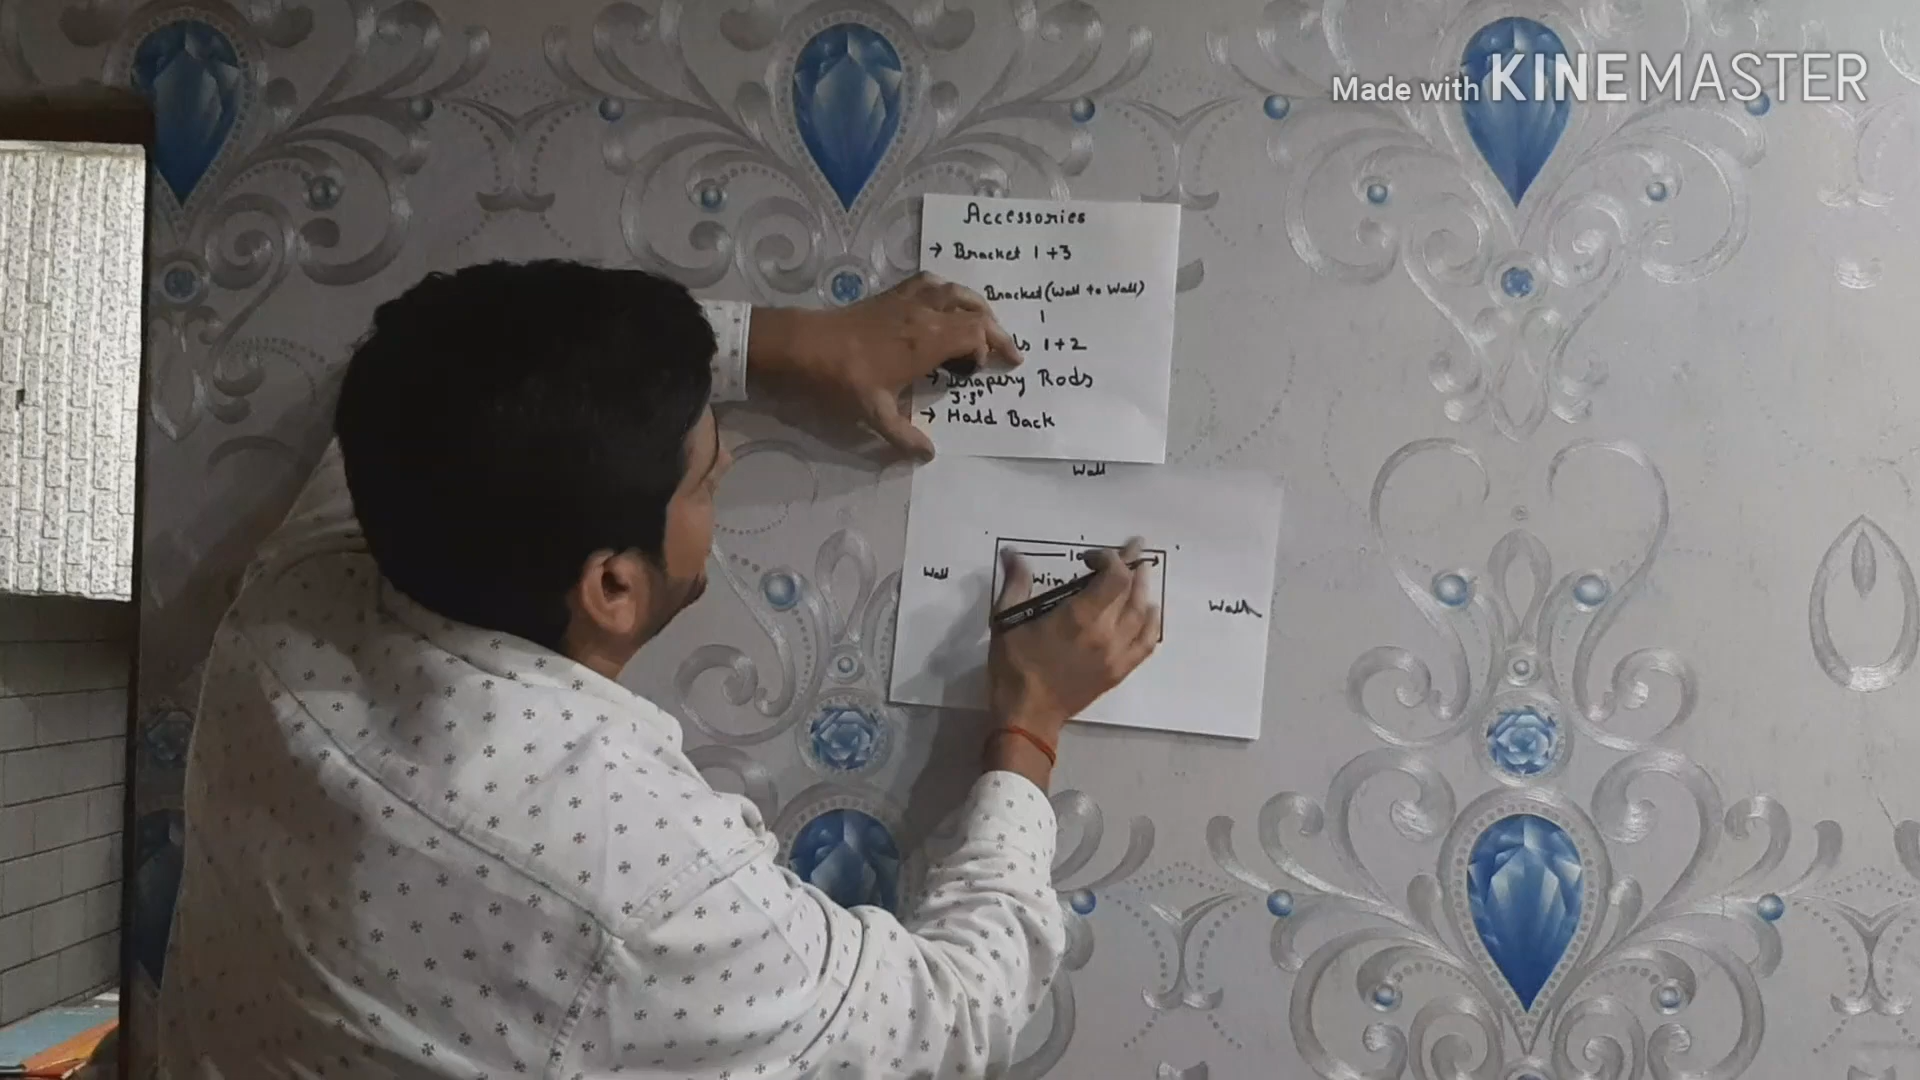 Made with KINEMASTER
Accessories
→ Bracket 1+3
Bracket (Wall to Wall)
1
1+2
→ Drapery Rods
3.5"
→ Hold Back
Wall
Wall
Wall